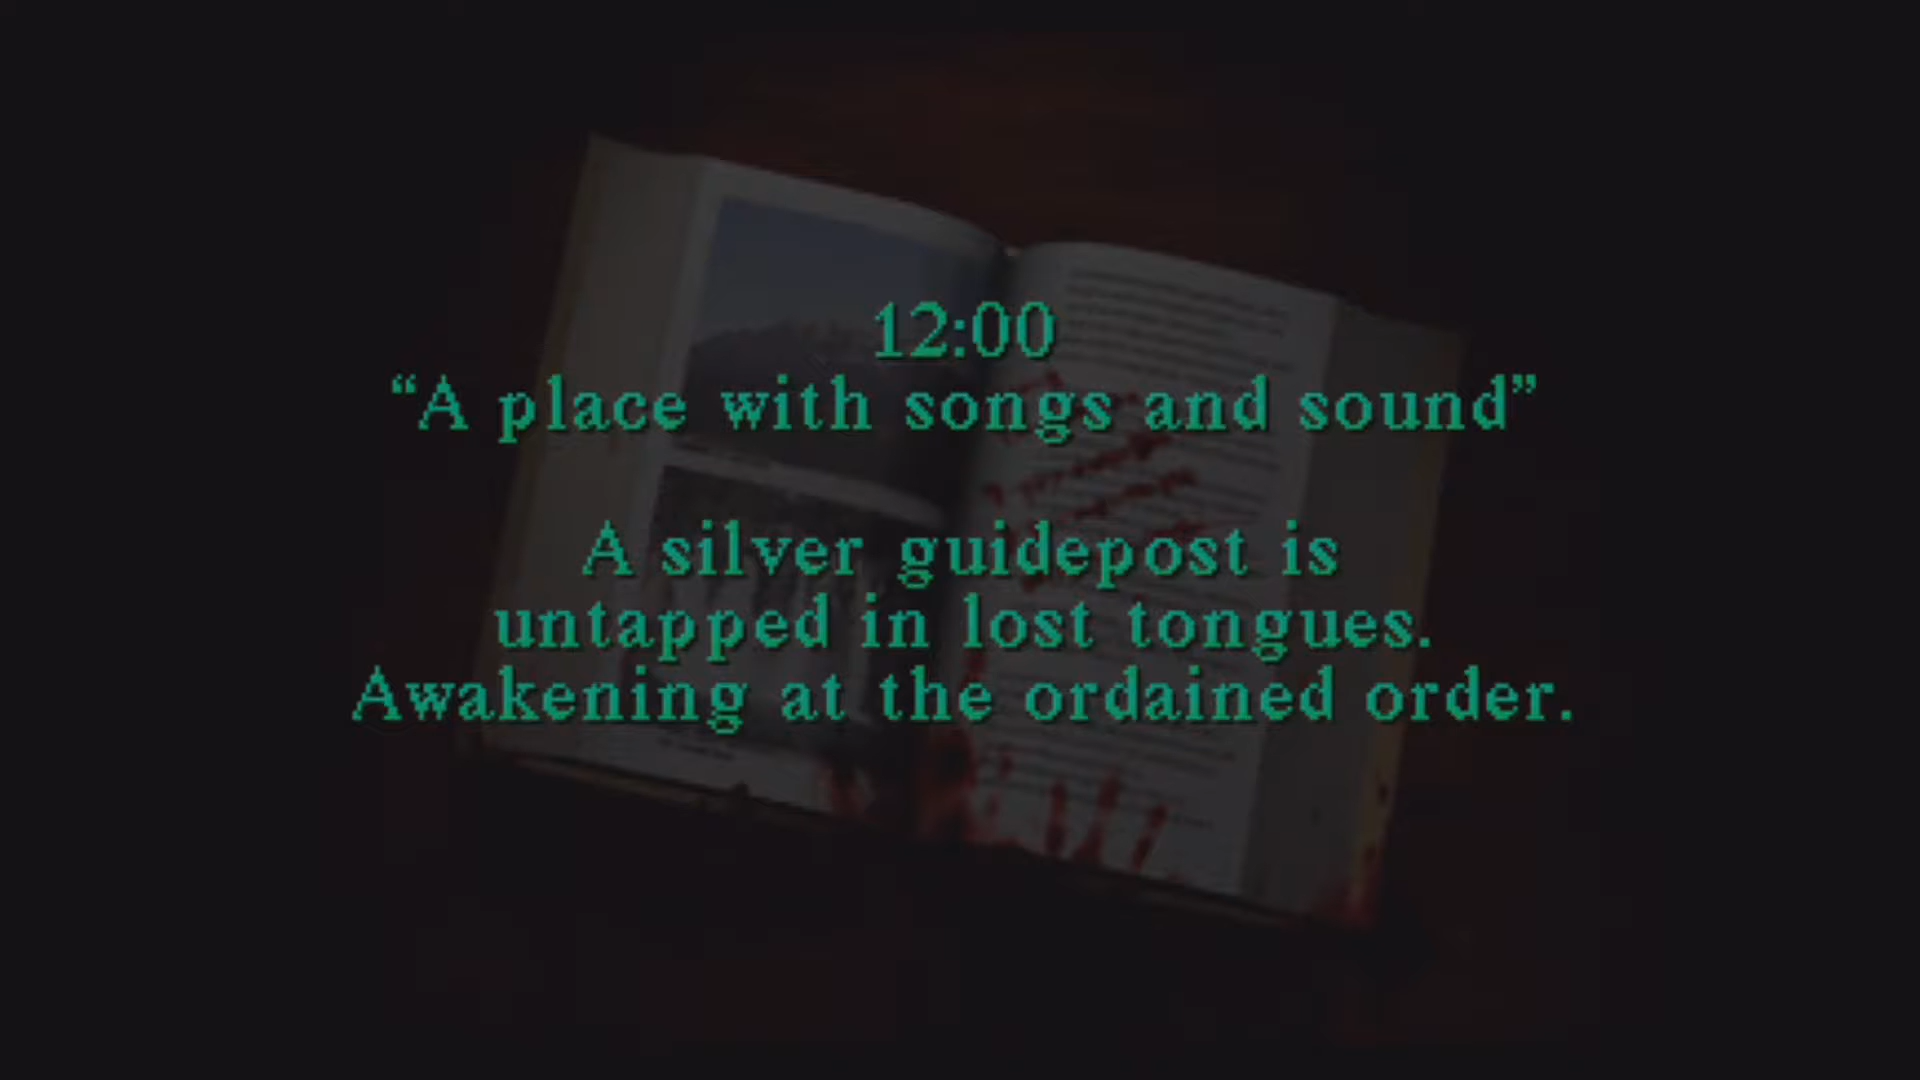 12:00
“A place with songs and sound”
A silver guidepost is
untapped in lost tongues.
Awakening at the ordained order.